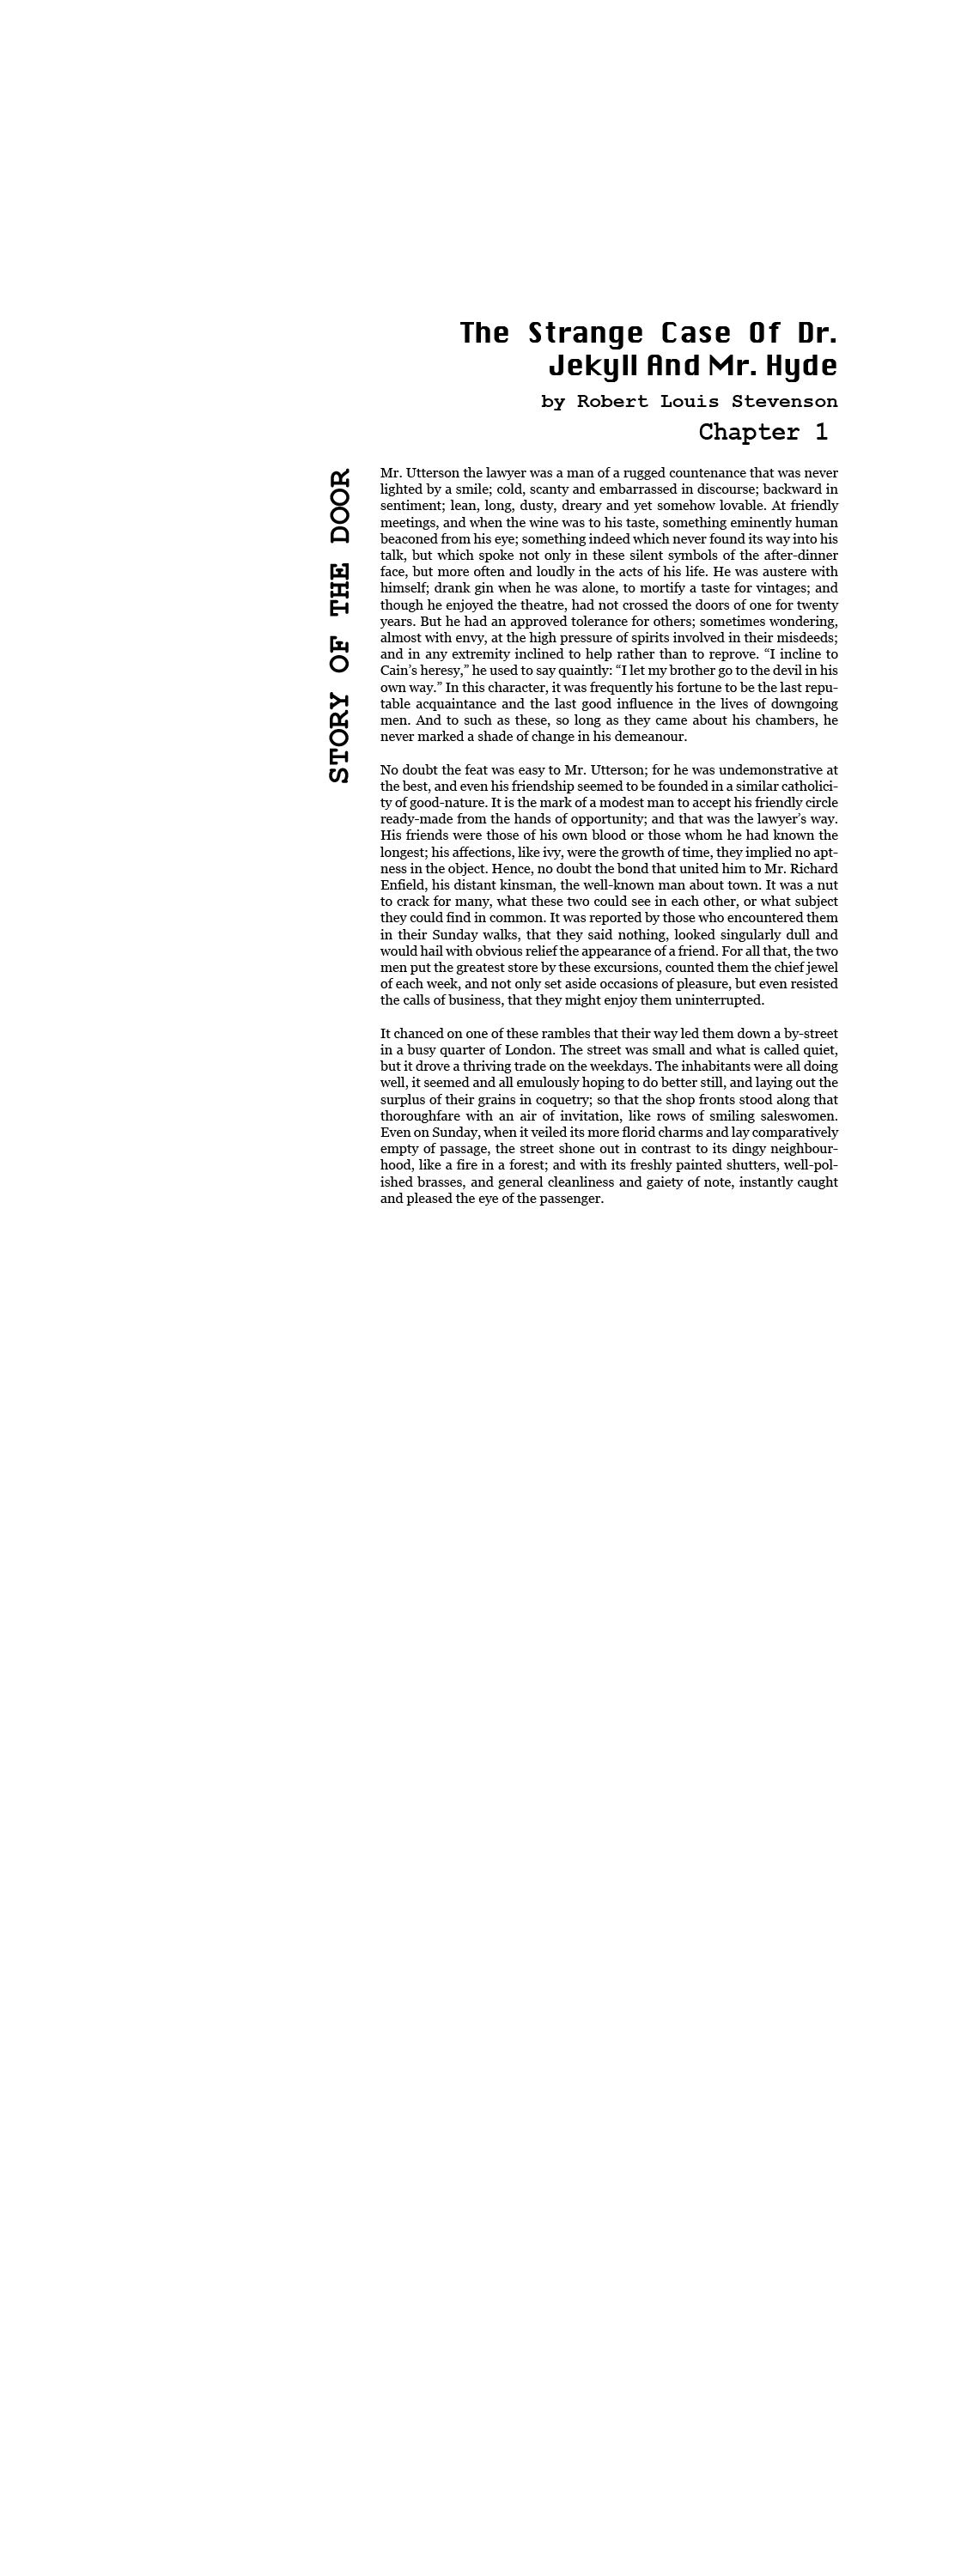 The Strange Case Of Dr.
Jekyll And Mr. Hyde
by Robert Louis Stevenson
Chapter 1
STORY OF THE DOOR
Mr. Utterson the lawyer was a man of a rugged countenance that was never
lighted by a smile; cold, scanty and embarrassed in discourse; backward in
sentiment; lean, long, dusty, dreary and yet somehow lovable. At friendly
meetings, and when the wine was to his taste, something eminently human
beaconed from his eye; something indeed which never found its way into his
talk, but which spoke not only in these silent symbols of the after-dinner
face, but more often and loudly in the acts of his life. He was austere with
himself; drank gin when he was alone, to mortify a taste for vintages; and
though he enjoyed the theatre, had not crossed the doors of one for twenty
years. But he had an approved tolerance for others; sometimes wondering,
almost with envy, at the high pressure of spirits involved in their misdeeds;
and in any extremity inclined to help rather than to reprove. “I incline to
Cain’s heresy,” he used to say quaintly: “I let my brother go to the devil in his
own way.” In this character, it was frequently his fortune to be the last repu-
table acquaintance and the last good influence in the lives of downgoing
men. And to such as these, so long as they came about his chambers, he
never marked a shade of change in his demeanour.
No doubt the feat was easy to Mr. Utterson; for he was undemonstrative at
the best, and even his friendship seemed to be founded in a similar catholici-
ty of good-nature. It is the mark of a modest man to accept his friendly circle
ready-made from the hands of opportunity; and that was the lawyer’s way.
His friends were those of his own blood or those whom he had known the
longest; his affections, like ivy, were the growth of time, they implied no apt-
ness in the object. Hence, no doubt the bond that united him to Mr. Richard
Enfield, his distant kinsman, the well-known man about town. It was a nut
to crack for many, what these two could see in each other, or what subject
they could find in common. It was reported by those who encountered them
in their Sunday walks, that they said nothing, looked singularly dull and
would hail with obvious relief the appearance of a friend. For all that, the two
men put the greatest store by these excursions, counted them the chief jewel
of each week, and not only set aside occasions of pleasure, but even resisted
the calls of business, that they might enjoy them uninterrupted.
It chanced on one of these rambles that their way led them down a by-street
in a busy quarter of London. The street was small and what is called quiet,
but it drove a thriving trade on the weekdays. The inhabitants were all doing
well, it seemed and all emulously hoping to do better still, and laying out the
surplus of their grains in coquetry; so that the shop fronts stood along that
thoroughfare with an air of invitation, like rows of smiling saleswomen.
Even on Sunday, when it veiled its more florid charms and lay comparatively
empty of passage, the street shone out in contrast to its dingy neighbour-
hood, like a fire in a forest; and with its freshly painted shutters, well-pol-
ished brasses, and general cleanliness and gaiety of note, instantly caught
and pleased the eye of the passenger.